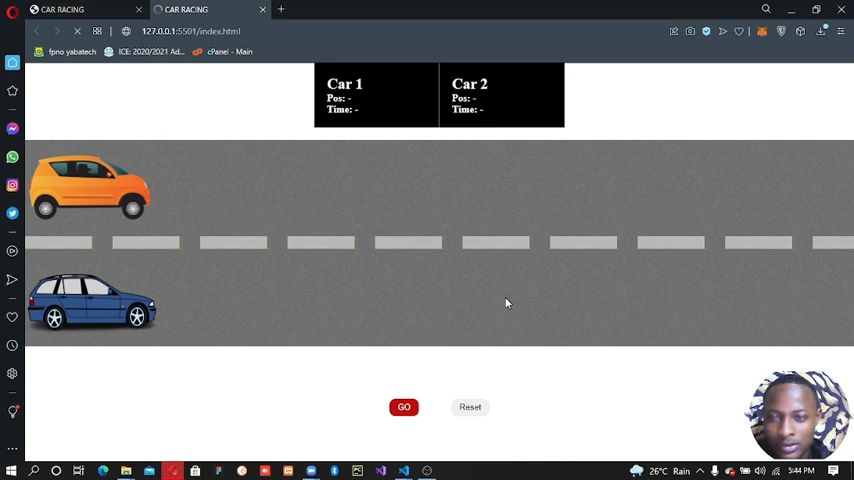 CAR RACING
CAR RACING
127.0.0.1:5501/index.html
fpno yabatech
ICE: 2020/2021 Ad...
cPanel - Main
Car 1
Pos: -
Time: -
Car 2
Pos: -
Time: -
GO
Reset
26°C Rain
5:44 PM